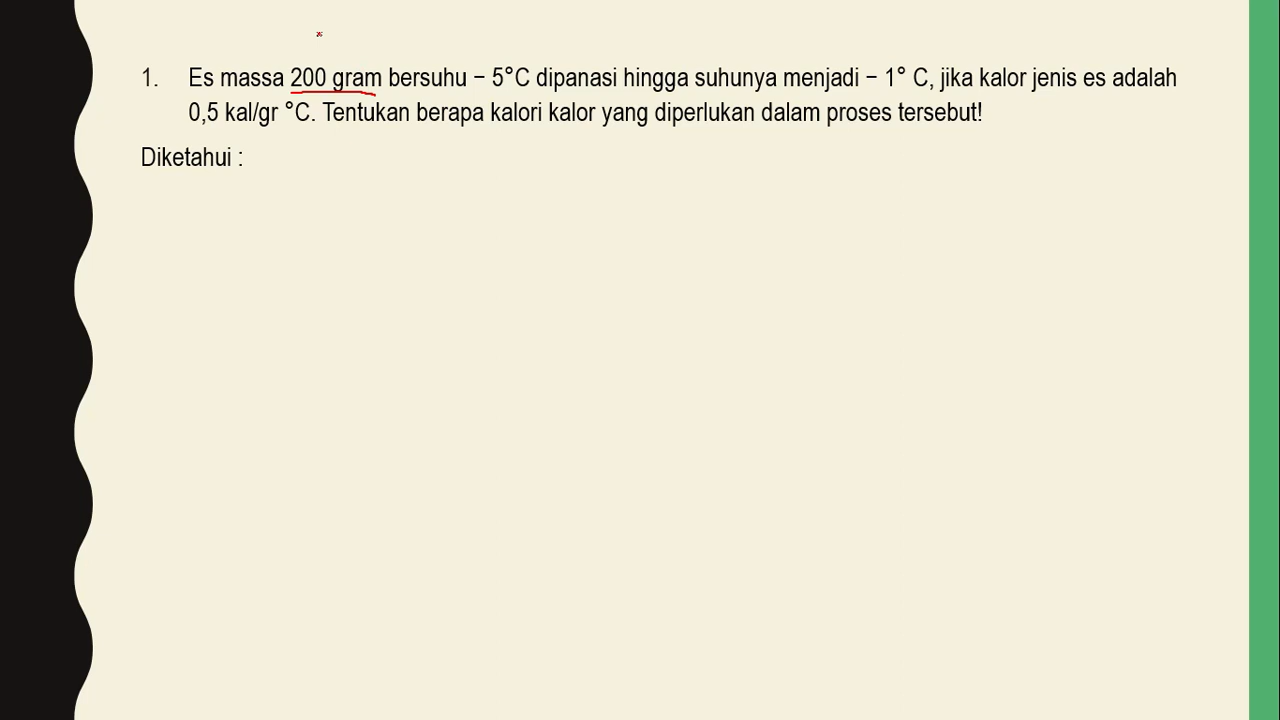 1. Es massa 200 gram bersuhu − 5°C dipanasi hingga suhunya menjadi − 1° C, jika kalor jenis es adalah
0,5 kal/gr °C. Tentukan berapa kalori kalor yang diperlukan dalam proses tersebut!
Diketahui :